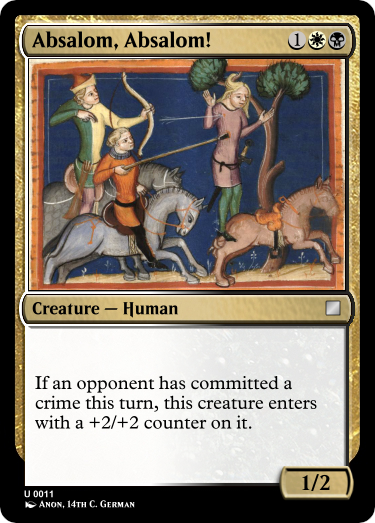 Absalom, Absalom! 1
Creature — Human
If an opponent has committed a
crime this turn, this creature enters
with a +2/+2 counter on it.
1/2
U 0011
Anon, 14th C. German